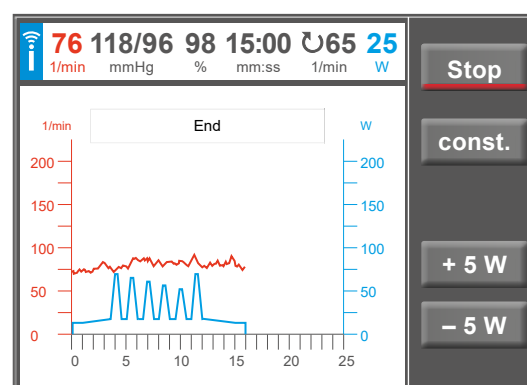 76 118/96 98 15:00 ↻65 25
1/min mmHg % mm:ss 1/min W
Stop
1/min End W
const.
200 200
150 150
100 100
+ 5 W
50 50
– 5 W
0 0
0 5 10 15 20 25